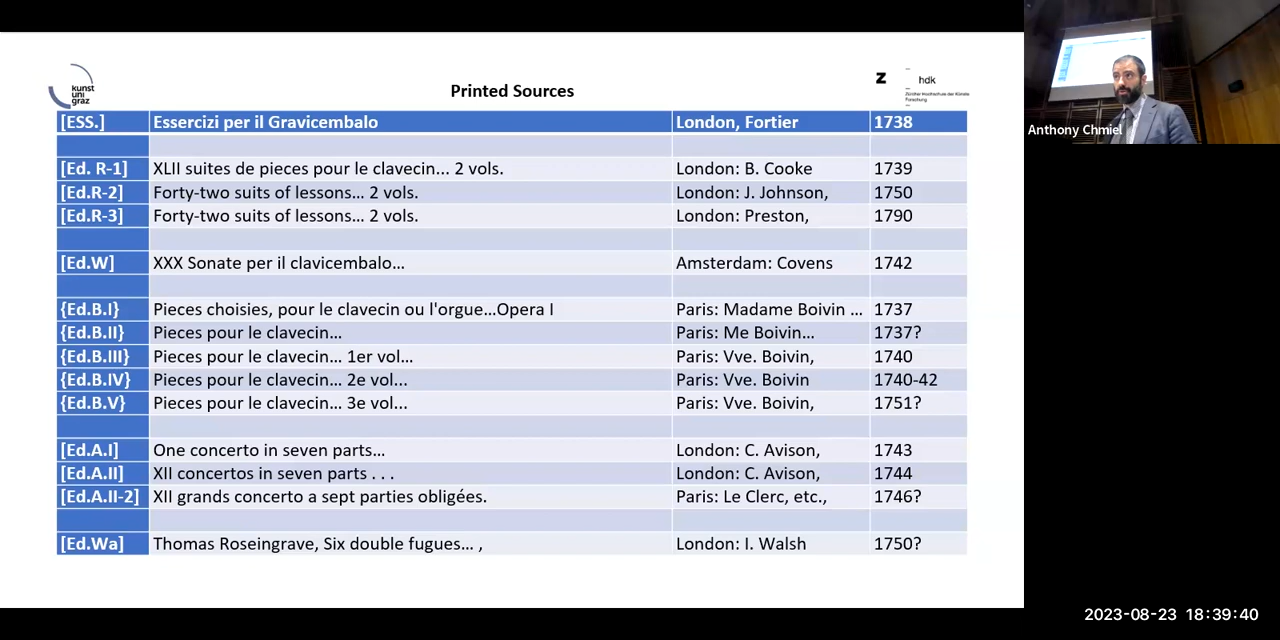 kunst
uni
graz
Printed Sources
Z hdk
Zürcher Hochschule der Künste
Forschung
[ESS.] Essercizi per il Gravicembalo London, Fortier 1738
[Ed. R-1] XLII suites de pieces pour le clavecin... 2 vols. London: B. Cooke 1739
[Ed.R-2] Forty-two suits of lessons... 2 vols. London: J. Johnson, 1750
[Ed.R-3] Forty-two suits of lessons... 2 vols. London: Preston, 1790
[Ed.W] XXX Sonate per il clavicembalo... Amsterdam: Covens 1742
{Ed.B.I} Pieces choisies, pour le clavecin ou l'orgue...Opera I Paris: Madame Boivin ... 1737
{Ed.B.II} Pieces pour le clavecin... Paris: Me Boivin... 1737?
{Ed.B.III} Pieces pour le clavecin... 1er vol... Paris: Vve. Boivin, 1740
{Ed.B.IV} Pieces pour le clavecin... 2e vol... Paris: Vve. Boivin 1740-42
{Ed.B.V} Pieces pour le clavecin... 3e vol... Paris: Vve. Boivin, 1751?
[Ed.A.I] One concerto in seven parts... London: C. Avison, 1743
[Ed.A.II] XII concertos in seven parts . . . London: C. Avison, 1744
[Ed.A.II-2] XII grands concerto a sept parties obligées. Paris: Le Clerc, etc., 1746?
[Ed.Wa] Thomas Roseingrave, Six double fugues... , London: I. Walsh 1750?
Anthony Chmiel
2023-08-23 18:39:40